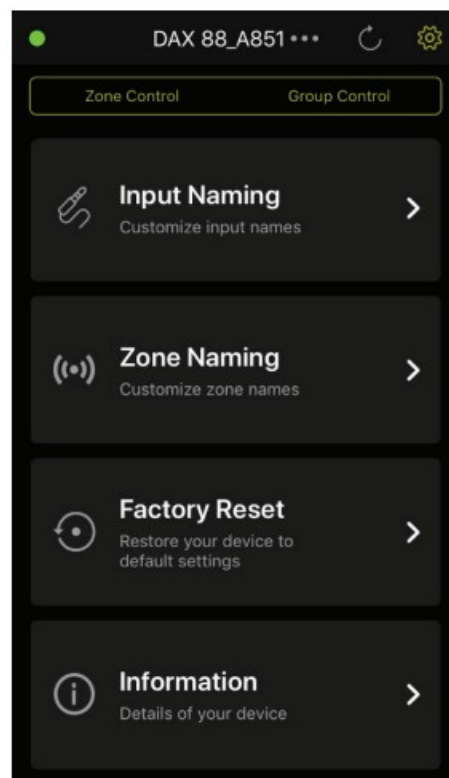 DAX 88_A851•••
Zone Control Group Control
Input Naming
Customize input names
Zone Naming
Customize zone names
Factory Reset
Restore your device to
default settings
Information
Details of your device